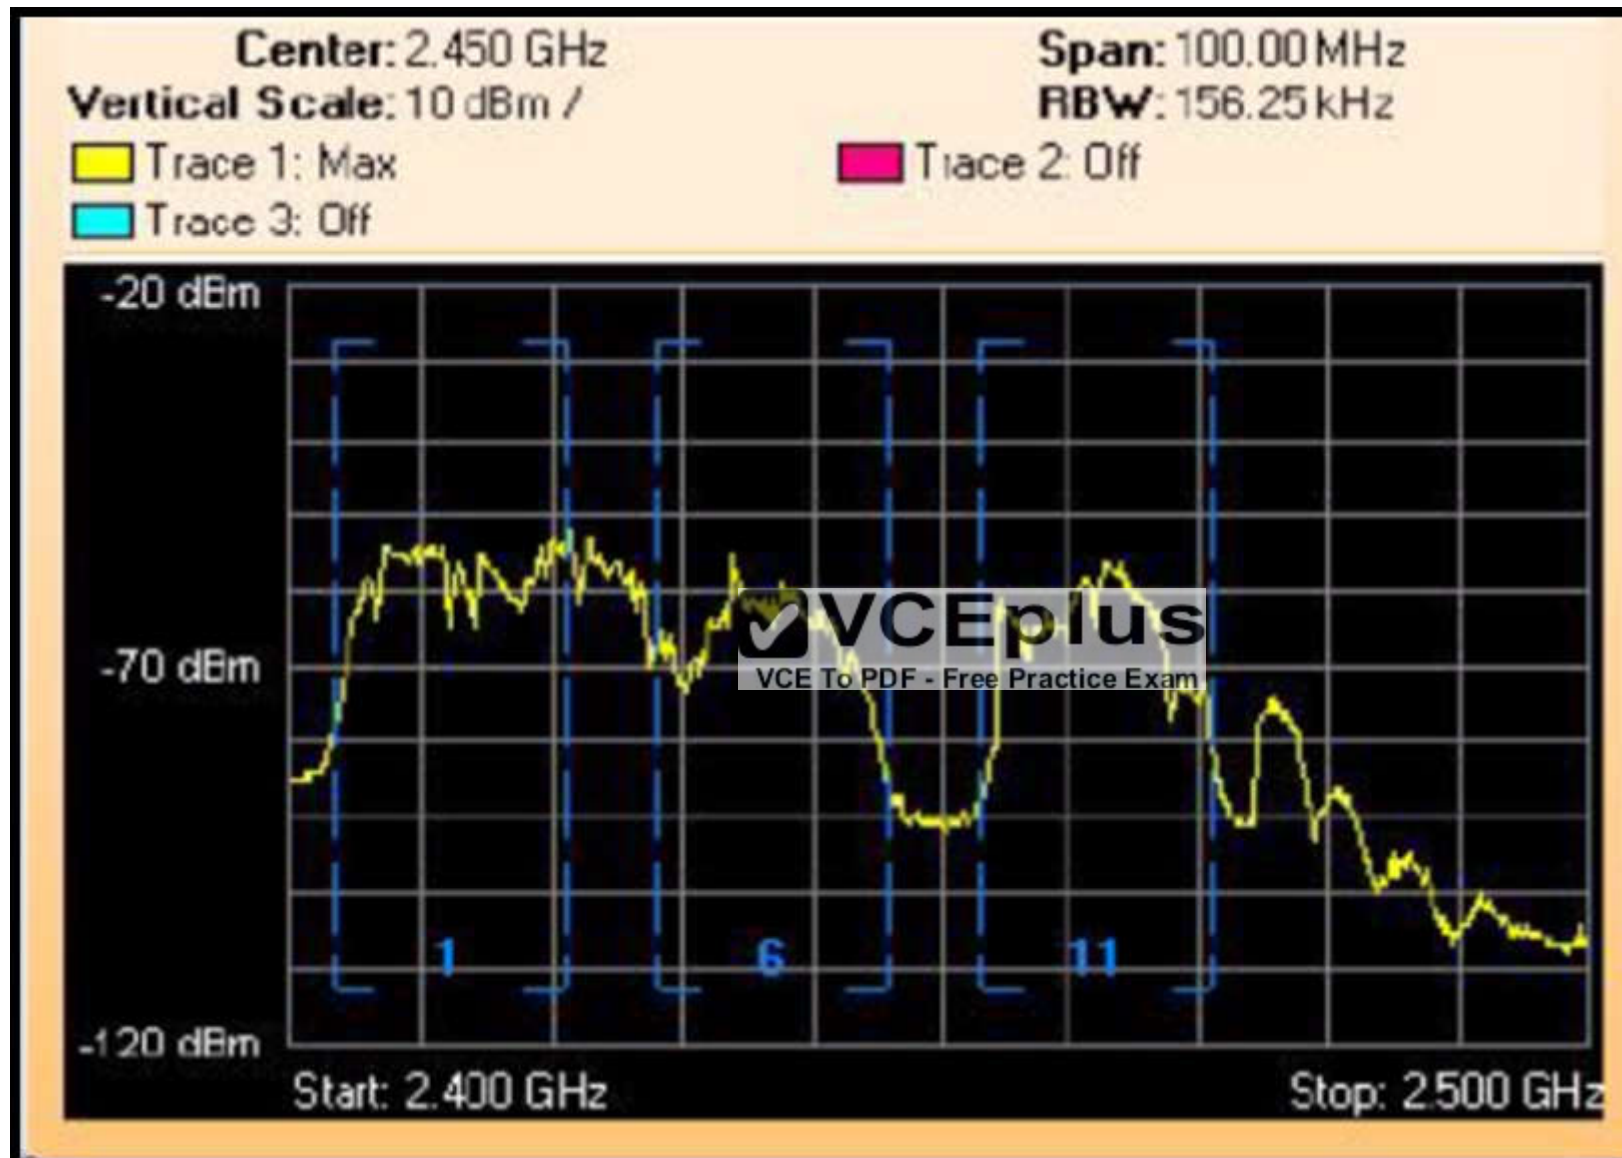 Center: 2.450 GHz
Span: 100.00 MHz
Vertical Scale: 10 dBm /
RBW: 156.25 kHz
Trace 1: Max
Trace 2: Off
Trace 3: Off
-20 dBm
-70 dBm
-120 dBm
1
6
11
VCEplus
VCE To PDF - Free Practice Exam
Start: 2.400 GHz
Stop: 2.500 GHz